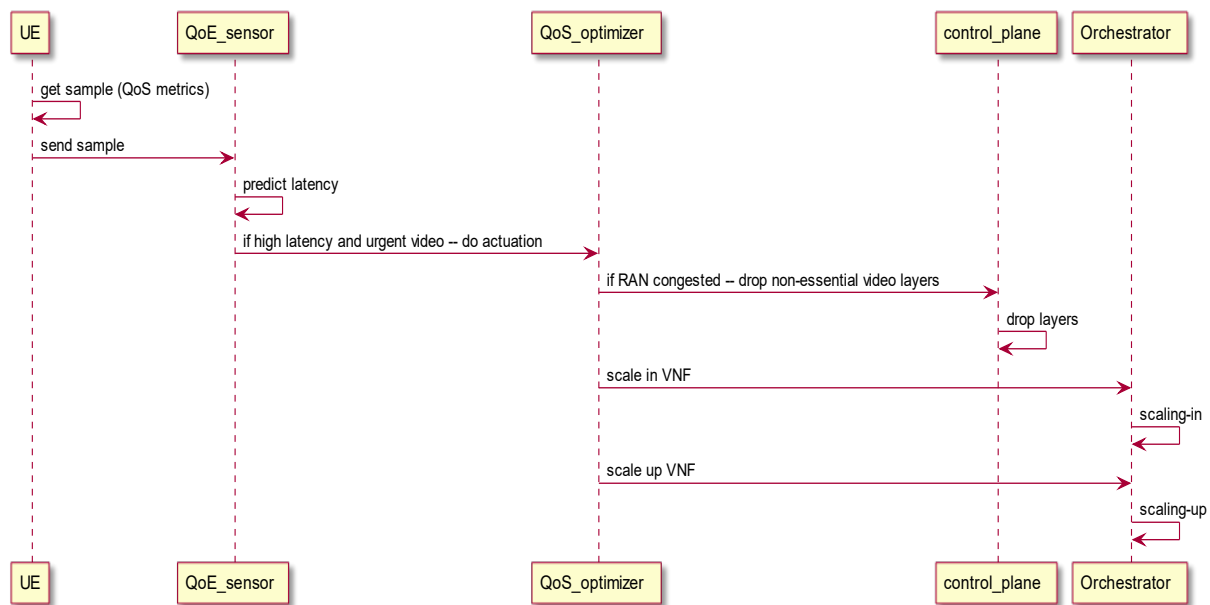 UE
QoE_sensor
QoS_optimizer
control_plane
Orchestrator
get sample (QoS metrics)
send sample
predict latency
if high latency and urgent video -- do actuation
if RAN congested -- drop non-essential video layers
drop layers
scale in VNF
scaling-in
scale up VNF
scaling-up
UE
QoE_sensor
QoS_optimizer
control_plane
Orchestrator